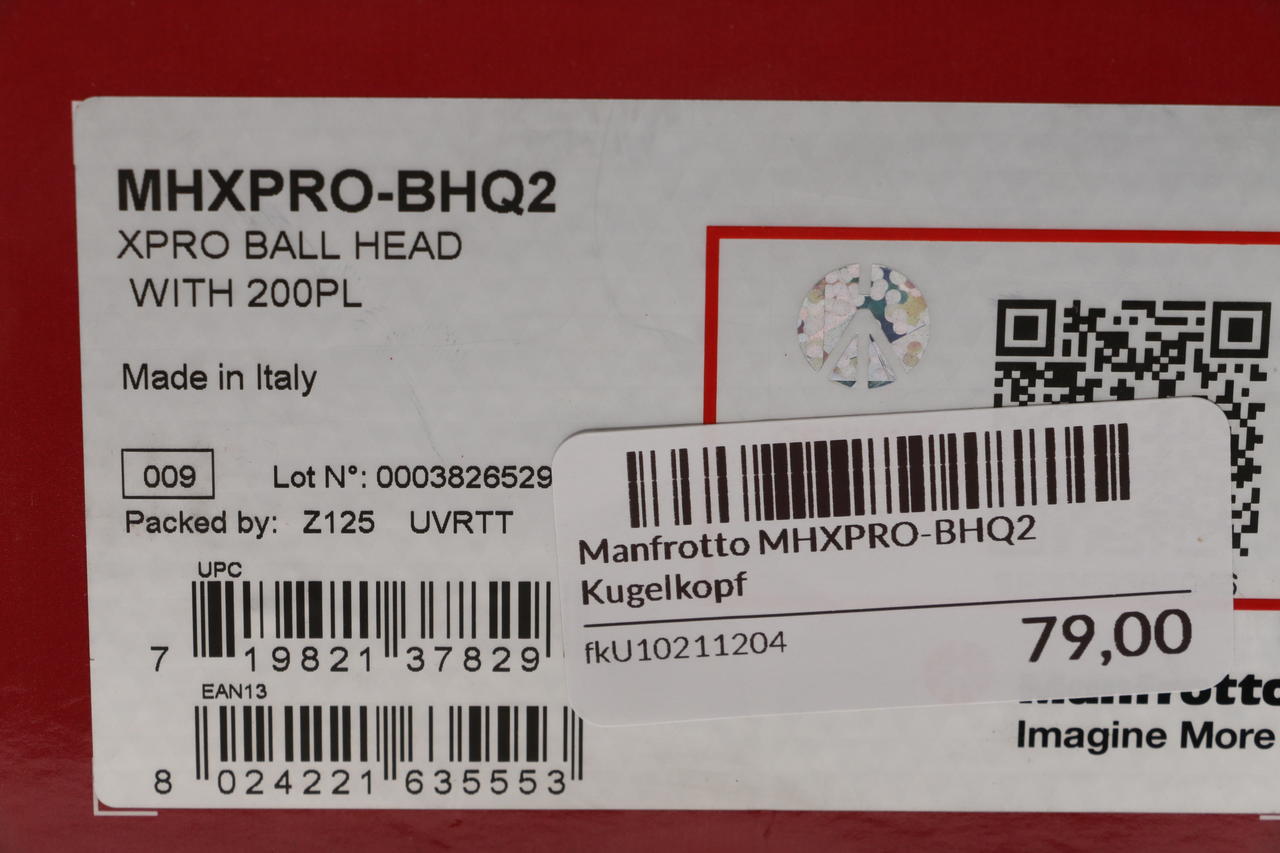 MHXPRO-BHQ2
XPRO BALL HEAD
WITH 200PL
Made in Italy
009 Lot N°: 0003826529
Packed by: Z125 UVRTT
UPC
7 19821 37829
EAN13
8 024221 635553
Manfrotto MHXPRO-BHQ2
Kugelkopf
fkU10211204
79,00
Imagine More